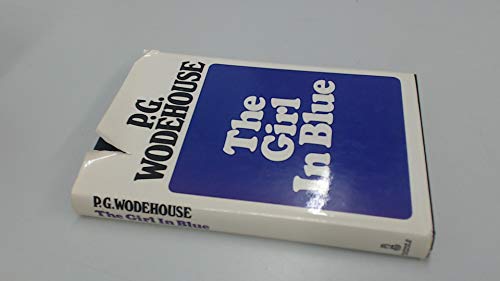 P.G.
WODEHOUSE
The
Girl
In Blue
P.G. WODEHOUSE
The Girl In Blue